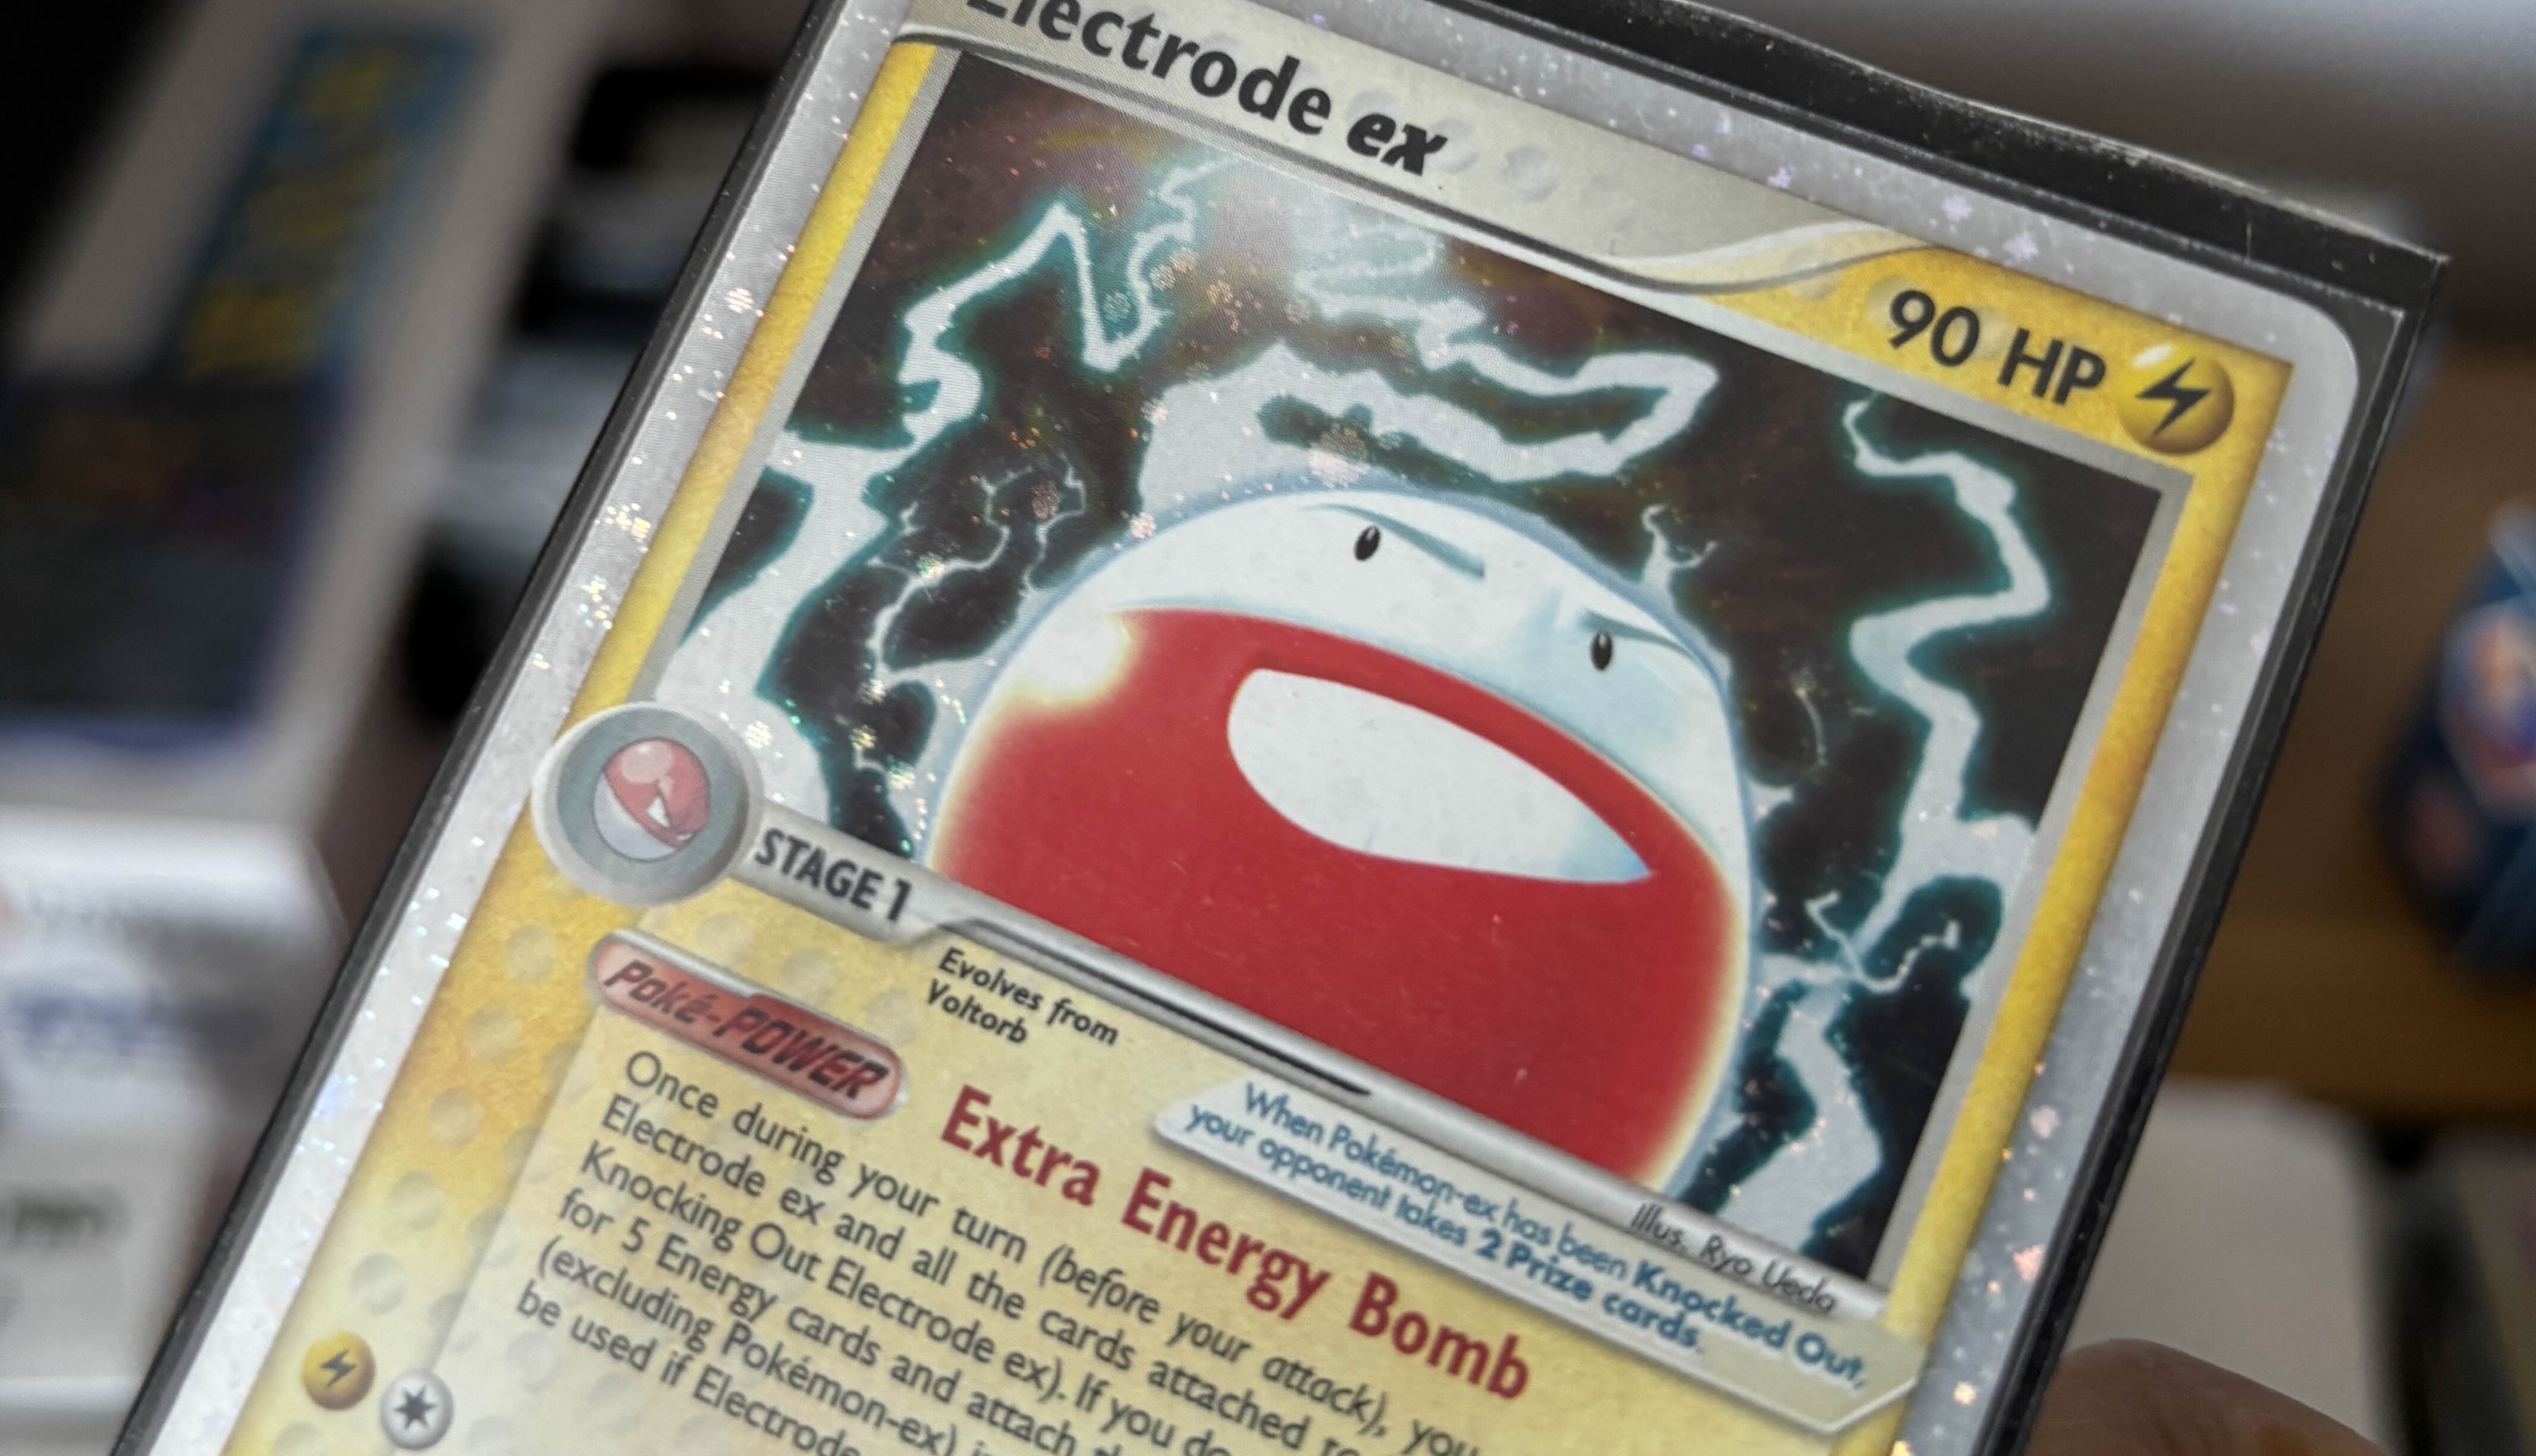 Electrode ex
90 HP
STAGE 1
Evolves from
Voltorb
Illus. Ryo Ueda
When Pokémon-ex has been Knocked Out,
your opponent takes 2 Prize cards.
Poké-POWER
Extra Energy Bomb
Once during your turn (before your attack), you
Electrode ex and all the cards attached to
Knocking Out Electrode ex). If you do
for 5 Energy cards and attach
(excluding Pokémon-ex)
be used if Electrode